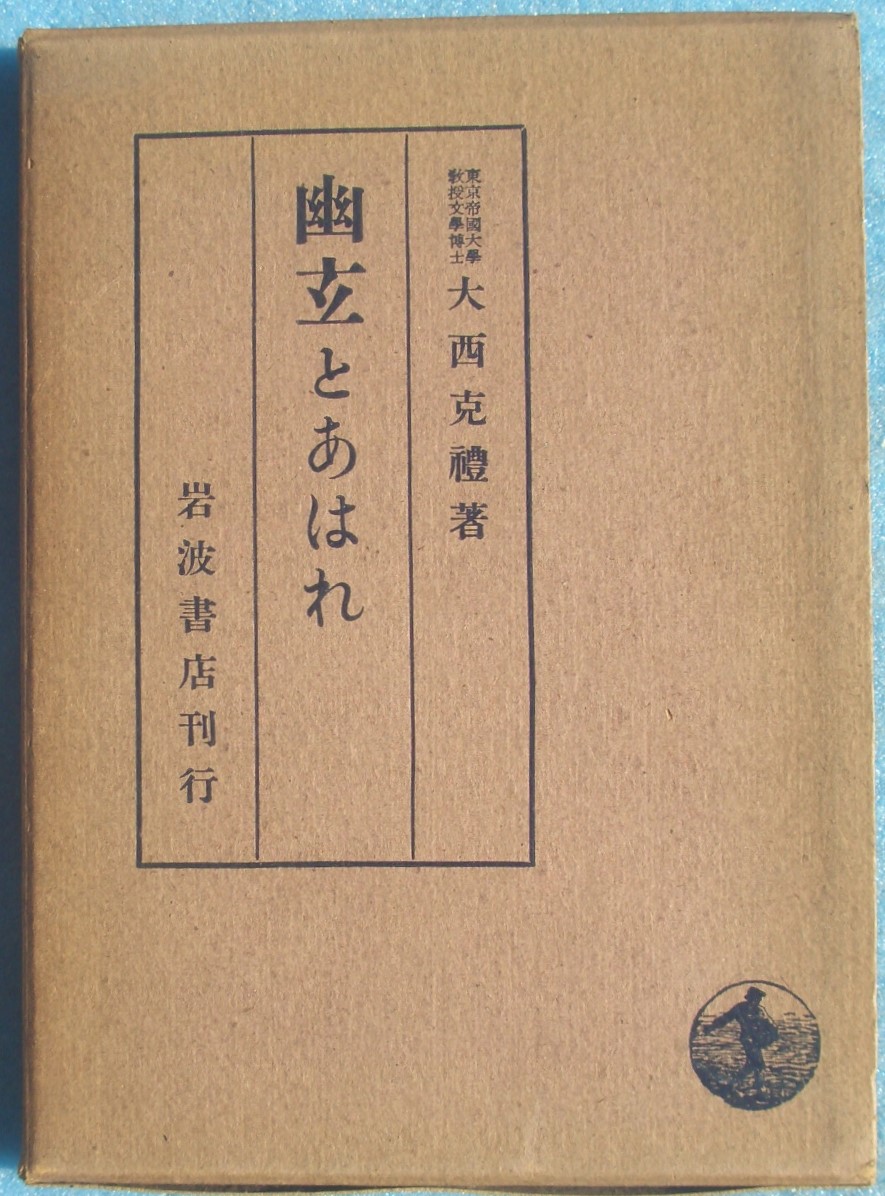 東京帝國大學
教授文學博士
大西克禮著
幽玄とあはれ
岩波書店刊行